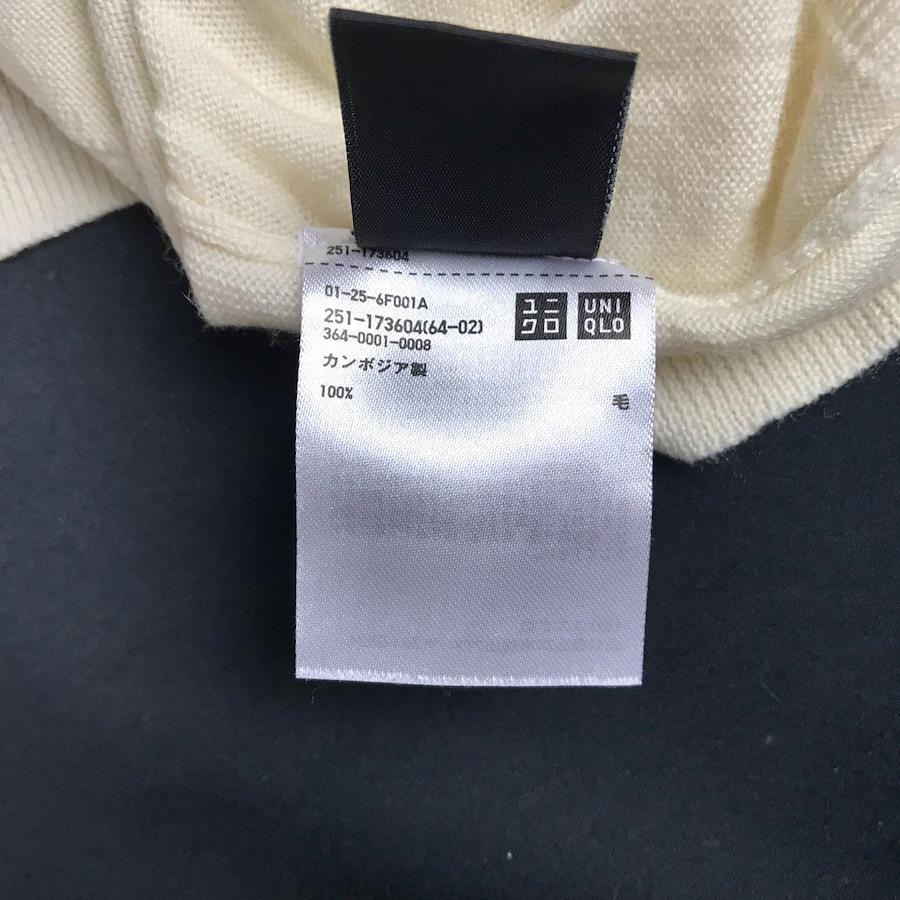 251-173604
01-25-6F001A
251-173604(64-02)
364-0001-0008
カンボジア製
100% 毛
ユニ
クロ
UNI
QLO